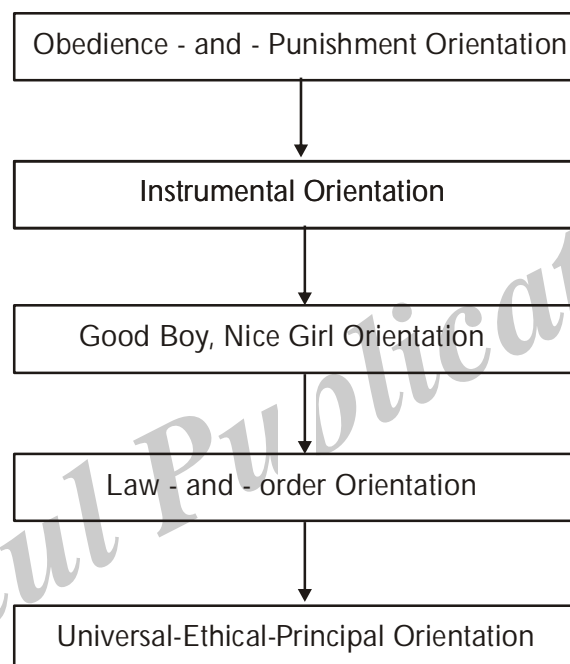 Obedience - and - Punishment Orientation
Instrumental Orientation
Good Boy, Nice Girl Orientation
Law - and - order Orientation
Universal-Ethical-Principal Orientation